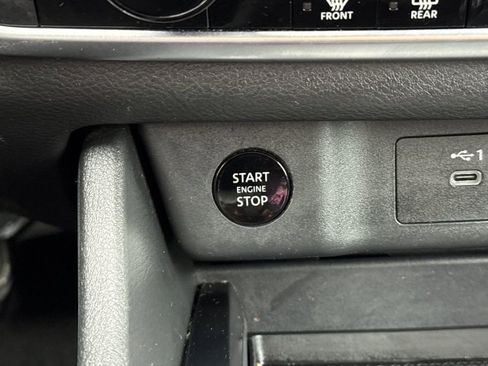 FRONT
REAR
START
ENGINE
STOP
1